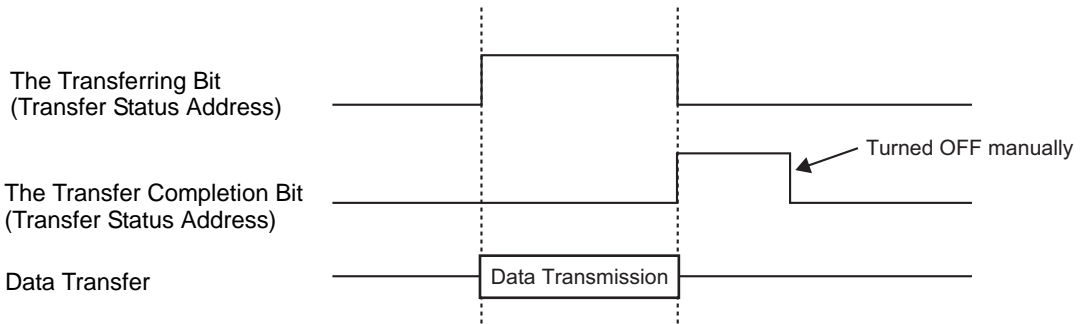 The Transferring Bit
(Transfer Status Address)
Turned OFF manually
The Transfer Completion Bit
(Transfer Status Address)
Data Transfer
Data Transmission